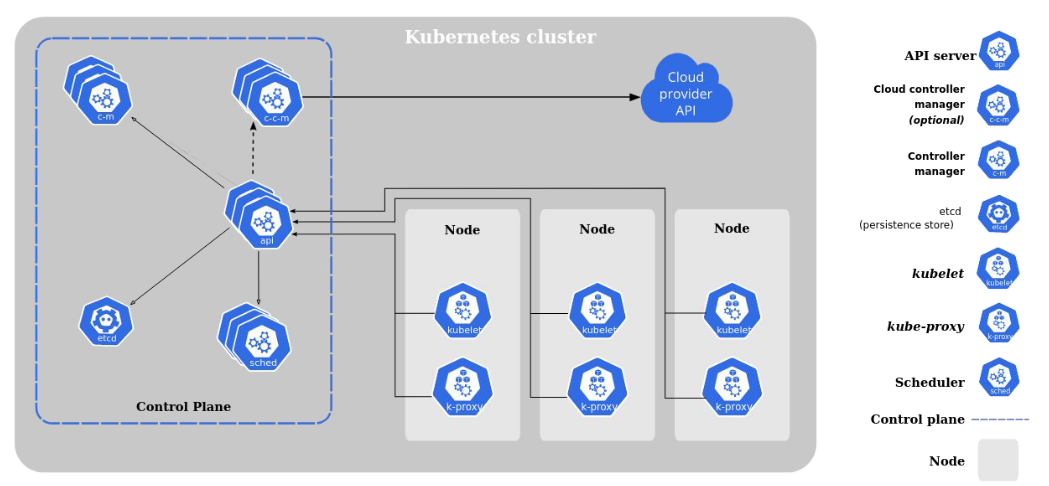 Kubernetes cluster
c-m
c-c-m
Cloud
provider
API
api
etcd
sched
Control Plane
Node
kubelet
k-proxy
Node
kubelet
k-proxy
Node
kubelet
k-proxy
API server
api
Cloud controller
manager
(optional)
c-c-m
Controller
manager
c-m
etcd
(persistence store)
etcd
kubelet
kubelet
kube-proxy
k-proxy
Scheduler
sched
Control plane
Node